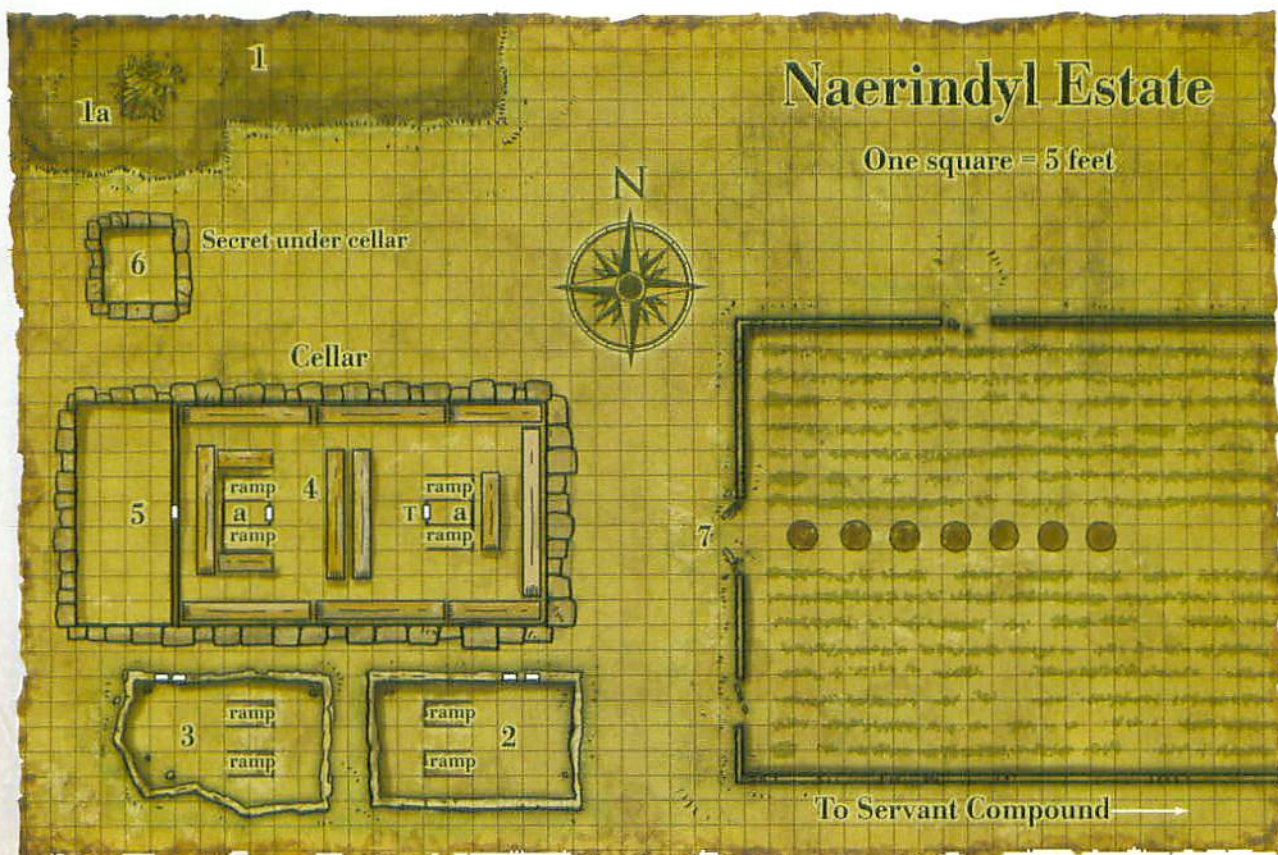 1
Naerindyl Estate
1a
One square = 5 feet
N
Secret under cellar
6
Cellar
ramp
4
ramp
5
a
T
a
ramp
ramp
7
ramp
ramp
3
2
ramp
ramp
To Servant Compound